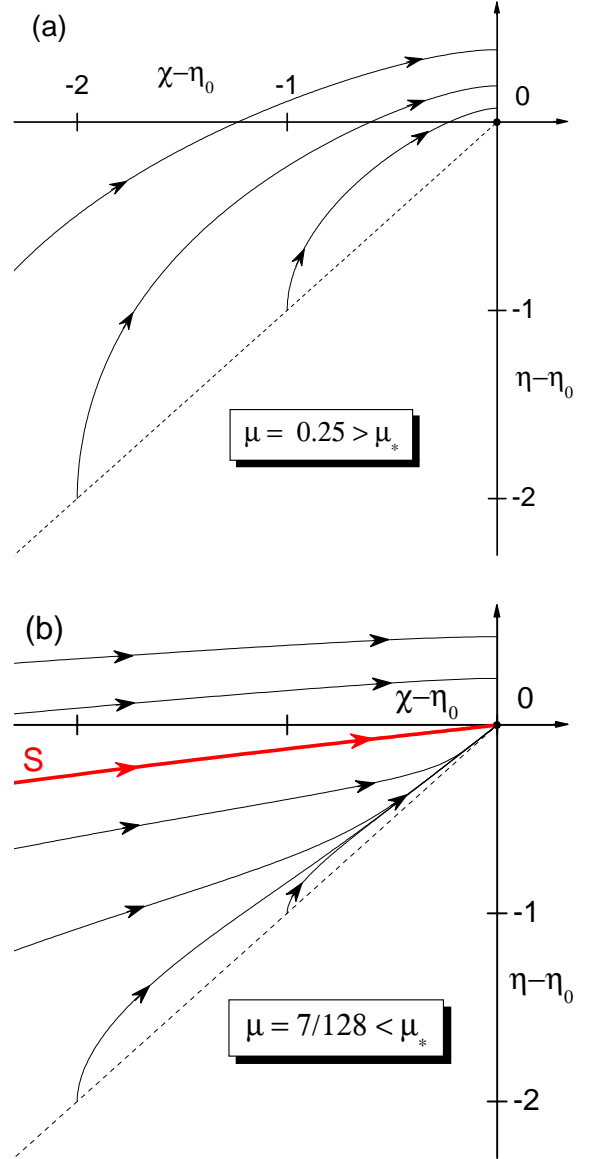 (a)
-2 χ−η₀ -1 0
-1
η−η₀
μ = 0.25 > μ*
-2
(b)
χ−η₀ 0
S
-1
η−η₀
μ = 7/128 < μ*
-2